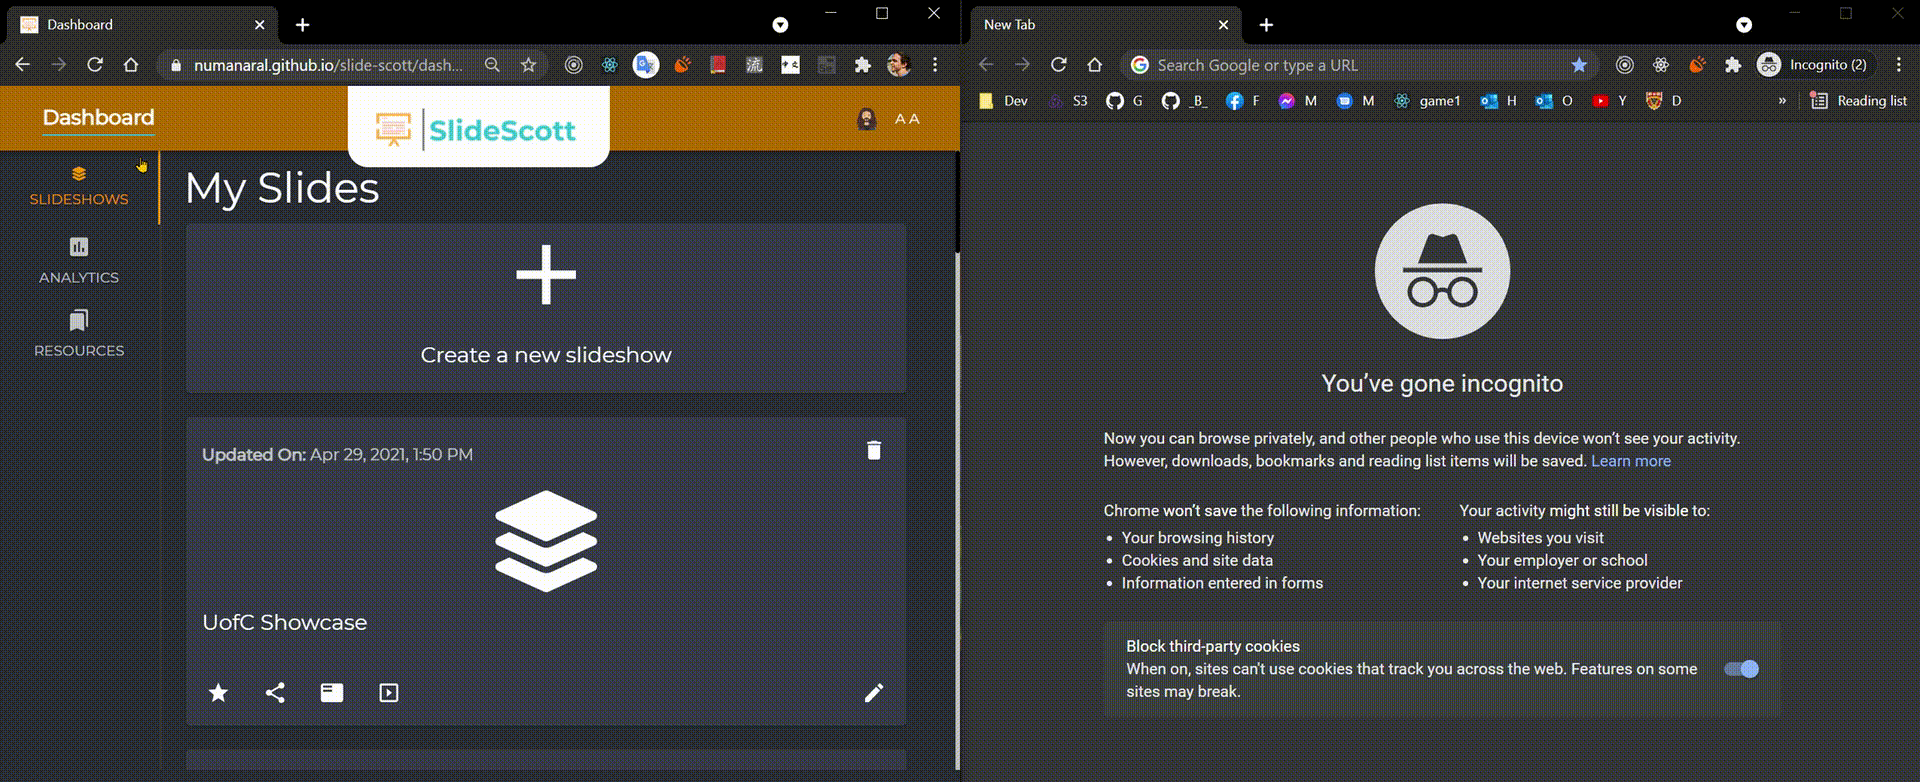 Dashboard
numanaral.github.io/slide-scott/dash...
Dashboard
SlideScott
A A
SLIDESHOWS
ANALYTICS
RESOURCES
My Slides
Create a new slideshow
Updated On: Apr 29, 2021, 1:50 PM
UofC Showcase
New Tab
Search Google or type a URL
Incognito (2)
Dev S3 G _B_ F M M game1 H O Y D » Reading list
You've gone incognito
Now you can browse privately, and other people who use this device won't see your activity.
However, downloads, bookmarks and reading list items will be saved. Learn more
Chrome won't save the following information:
• Your browsing history
• Cookies and site data
• Information entered in forms
Your activity might still be visible to:
• Websites you visit
• Your employer or school
• Your internet service provider
Block third-party cookies
When on, sites can't use cookies that track you across the web. Features on some
sites may break.